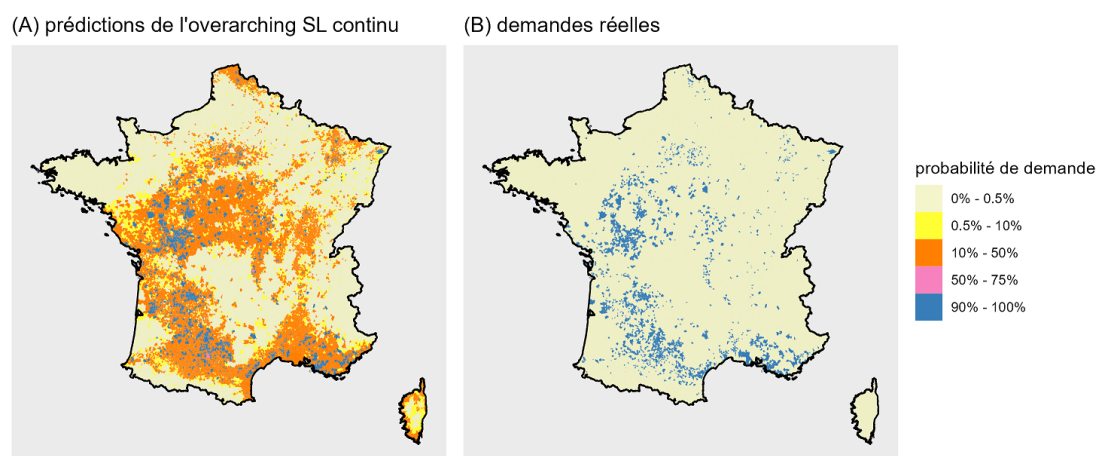 (A) prédictions de l'overarching SL continu
(B) demandes réelles
probabilité de demande
0% - 0.5%
0.5% - 10%
10% - 50%
50% - 75%
90% - 100%